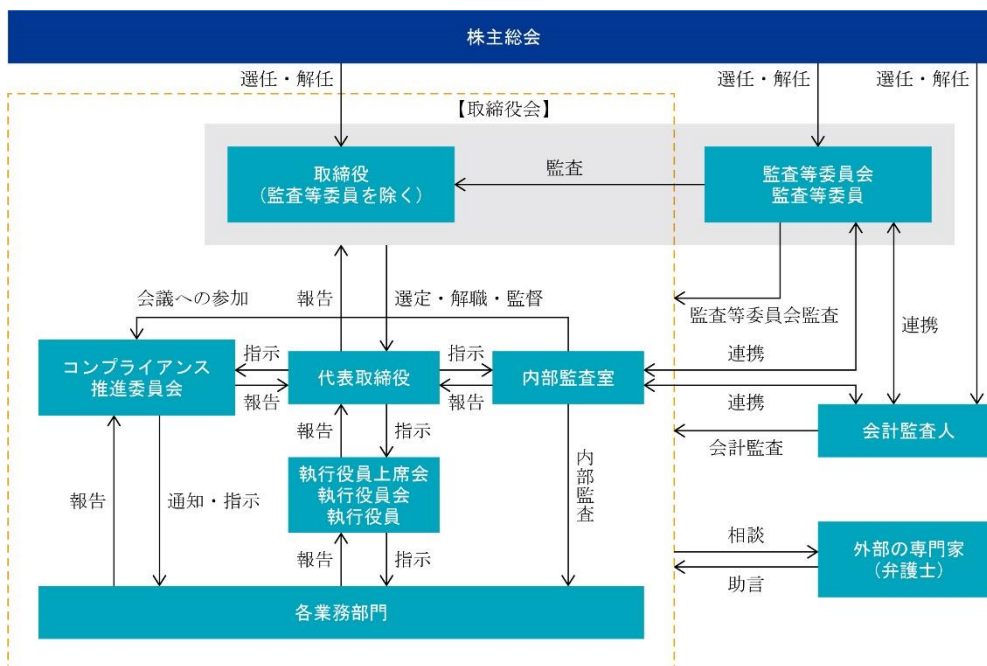 株主総会
選任・解任
選任・解任
選任・解任
【取締役会】
取締役
(監査等委員を除く)
監査
監査等委員会
監査等委員
会議への参加
報告
選定・解職・監督
監査等委員会監査
連携
コンプライアンス
推進委員会
指示
報告
代表取締役
指示
報告
内部監査室
連携
連携
会計監査人
会計監査
報告
指示
執行役員上席会
執行役員会
執行役員
内部監査
報告
通知・指示
報告
指示
相談
助言
外部の専門家
(弁護士)
各業務部門